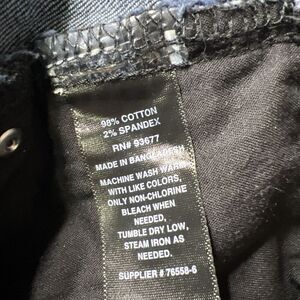 98% COTTON
2% SPANDEX
RN# 93677
MADE IN BANGLADESH
MACHINE WASH WARM
WITH LIKE COLORS,
ONLY NON-CHLORINE
BLEACH WHEN
NEEDED,
TUMBLE DRY LOW,
STEAM IRON AS
NEEDED.
SUPPLIER # 76558-6